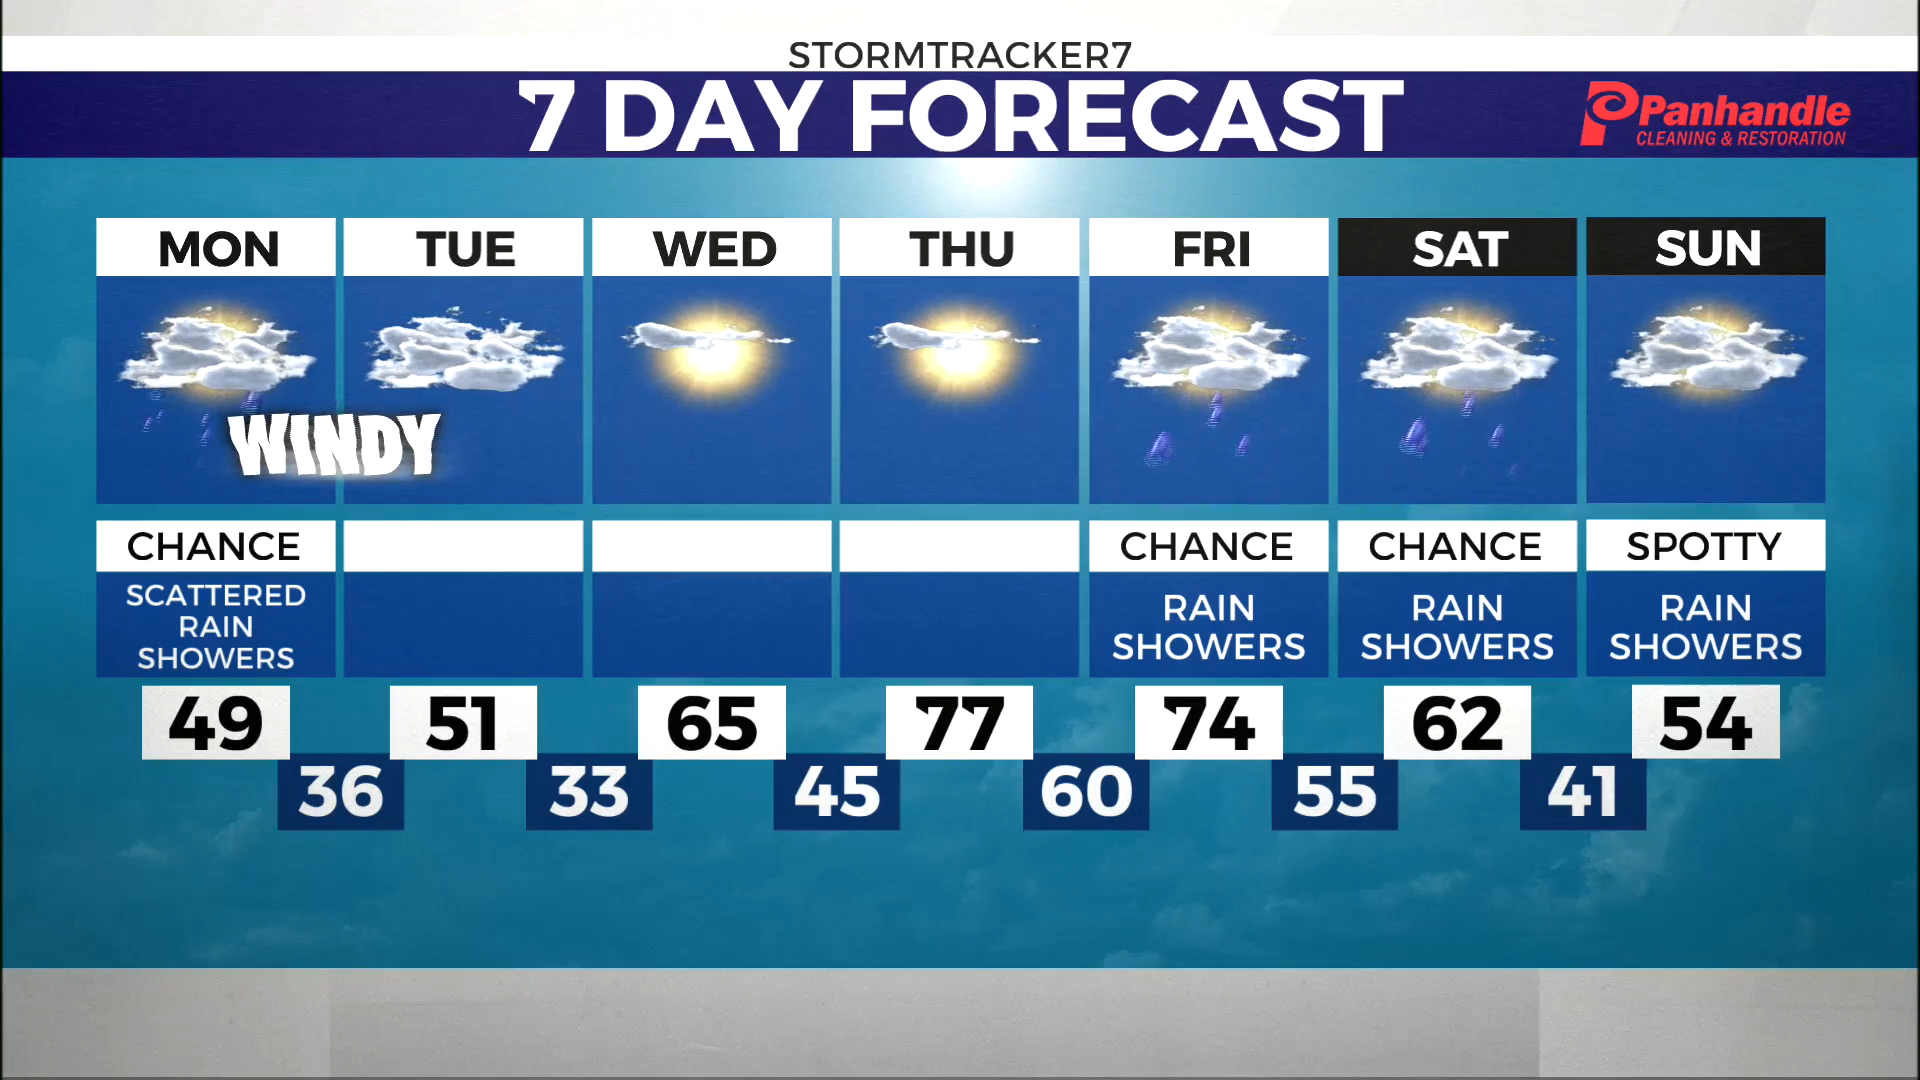 STORMTRACKER7
7 DAY FORECAST
Panhandle
CLEANING & RESTORATION
MON TUE WED THU FRI SAT SUN
WINDY
CHANCE CHANCE CHANCE SPOTTY
SCATTERED
RAIN
SHOWERS
RAIN
SHOWERS
RAIN
SHOWERS
RAIN
SHOWERS
49 51 65 77 74 62 54
36 33 45 60 55 41